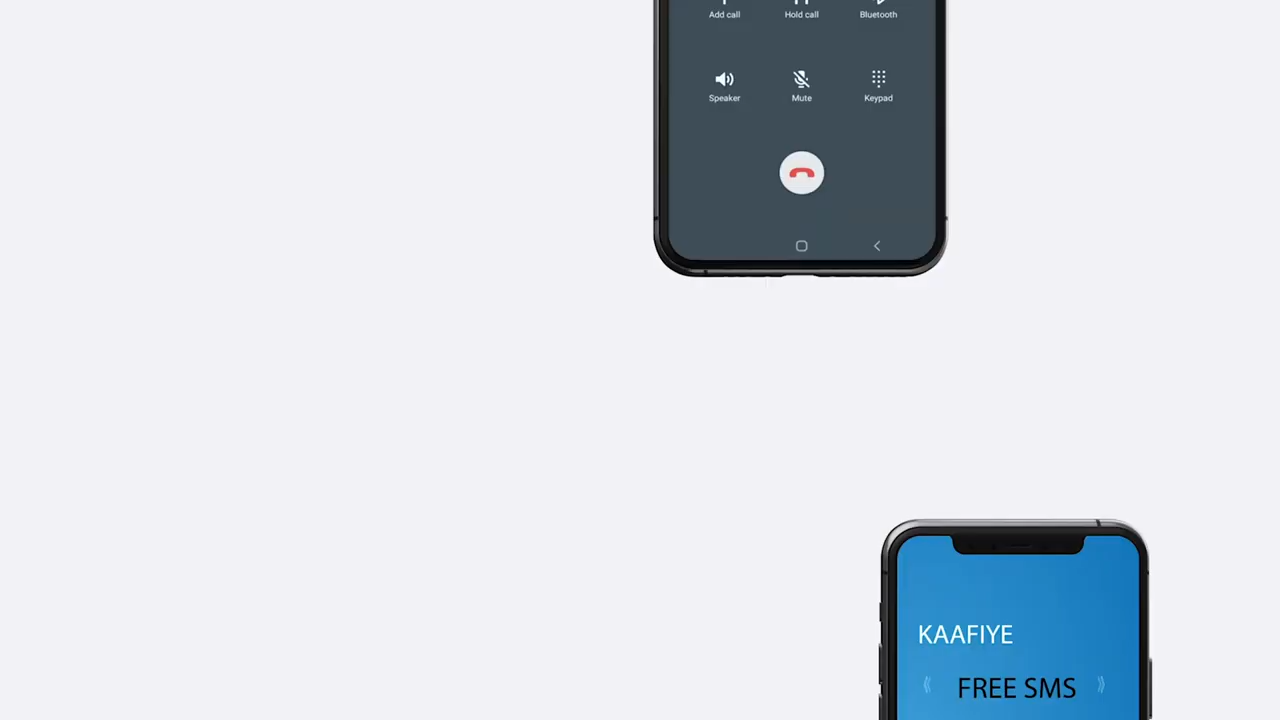 Add call Hold call Bluetooth
Speaker Mute Keypad
KAAFIYE
FREE SMS